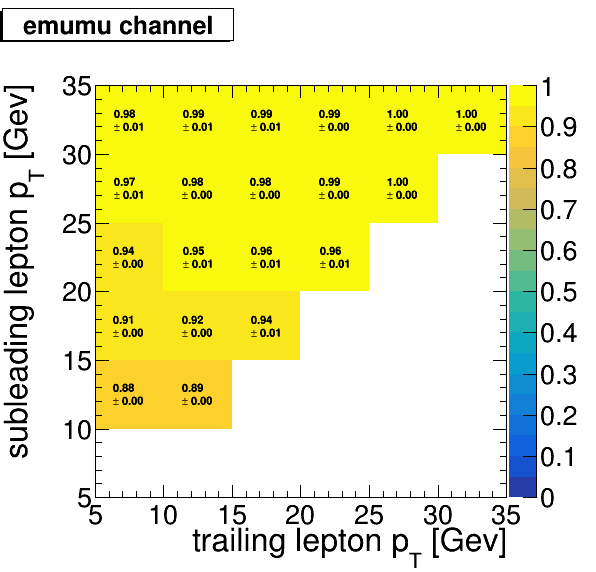 emumu channel
subleading lepton p_T [Gev]
35
30
25
20
15
10
5
0.98 0.99 0.99 0.99 1.00 1.00
± 0.01 ± 0.01 ± 0.01 ± 0.00 ± 0.00 ± 0.00
0.97 0.98 0.98 0.99 1.00
± 0.01 ± 0.00 ± 0.00 ± 0.00 ± 0.00
0.94 0.95 0.96 0.96
± 0.00 ± 0.01 ± 0.01 ± 0.01
0.91 0.92 0.94
± 0.00 ± 0.00 ± 0.01
0.88 0.89
± 0.00 ± 0.00
5 10 15 20 25 30 35
trailing lepton p_T [Gev]
1
0.9
0.8
0.7
0.6
0.5
0.4
0.3
0.2
0.1
0